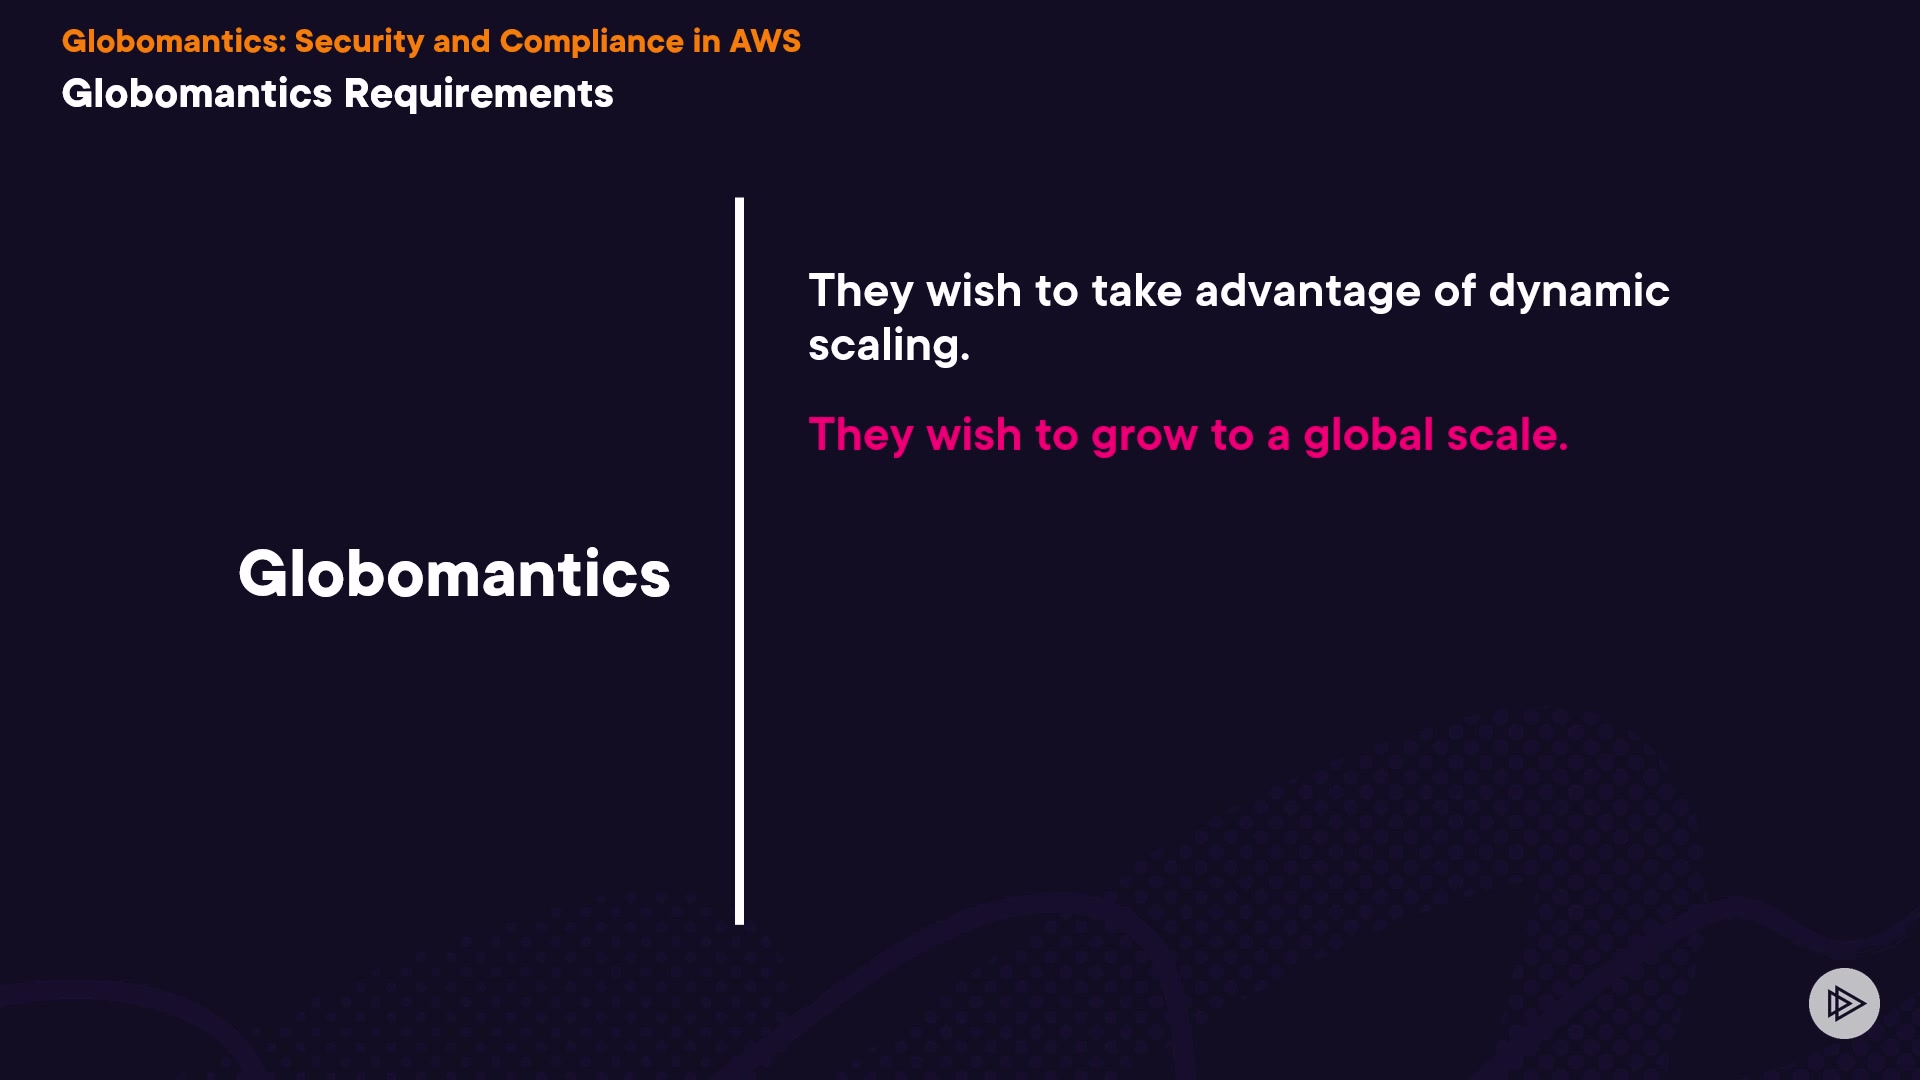 Globomantics: Security and Compliance in AWS
Globomantics Requirements
Globomantics
They wish to take advantage of dynamic
scaling.
They wish to grow to a global scale.